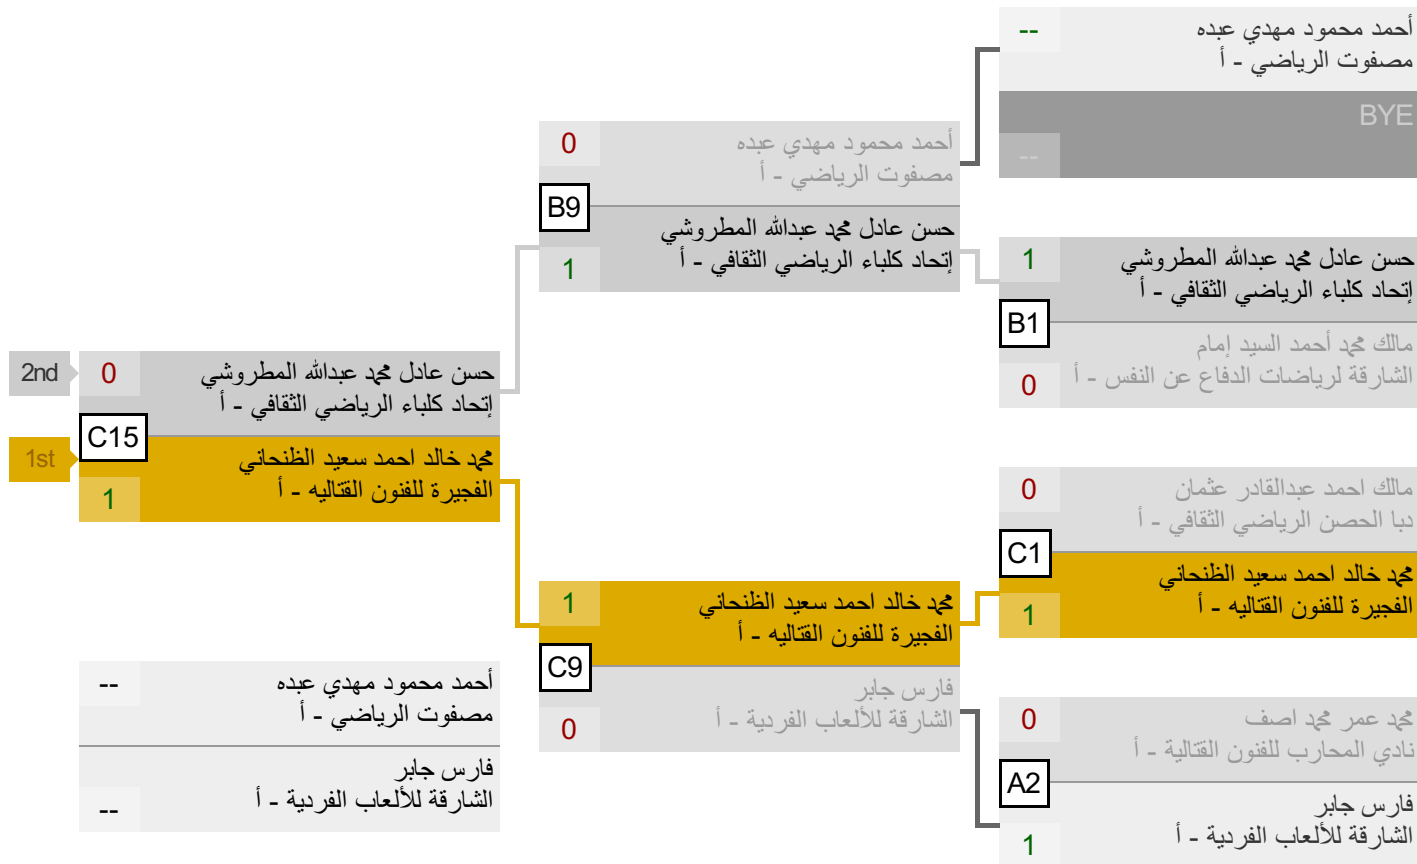 أحمد محمود مهدي عبده
--
مصفوت الرياضي - أ
BYE
--
أحمد محمود مهدي عبده
0
مصفوت الرياضي - أ
B9
حسن عادل محمد عبدالله المطروشي
إتحاد كلباء الرياضي الثقافي - أ
1
حسن عادل محمد عبدالله المطروشي
1
إتحاد كلباء الرياضي الثقافي - أ
B1
مالك محمد أحمد السيد إمام
الشارقة لرياضات الدفاع عن النفس - أ
0
حسن عادل محمد عبدالله المطروشي
0
2nd
إتحاد كلباء الرياضي الثقافي - أ
C15
محمد خالد احمد سعيد الظنحاني
1st
الفجيرة للفنون القتاليه - أ
1
مالك احمد عبدالقادر عثمان
0
دبا الحصن الرياضي الثقافي - أ
C1
محمد خالد احمد سعيد الظنحاني
الفجيرة للفنون القتاليه - أ
1
محمد خالد احمد سعيد الظنحاني
1
الفجيرة للفنون القتاليه - أ
C9
فارس جابر
الشارقة للألعاب الفردية - أ
0
أحمد محمود مهدي عبده
--
مصفوت الرياضي - أ
فارس جابر
الشارقة للألعاب الفردية - أ
--
محمد عمر محمد اصف
0
نادي المحارب للفنون القتالية - أ
A2
فارس جابر
الشارقة للألعاب الفردية - أ
1